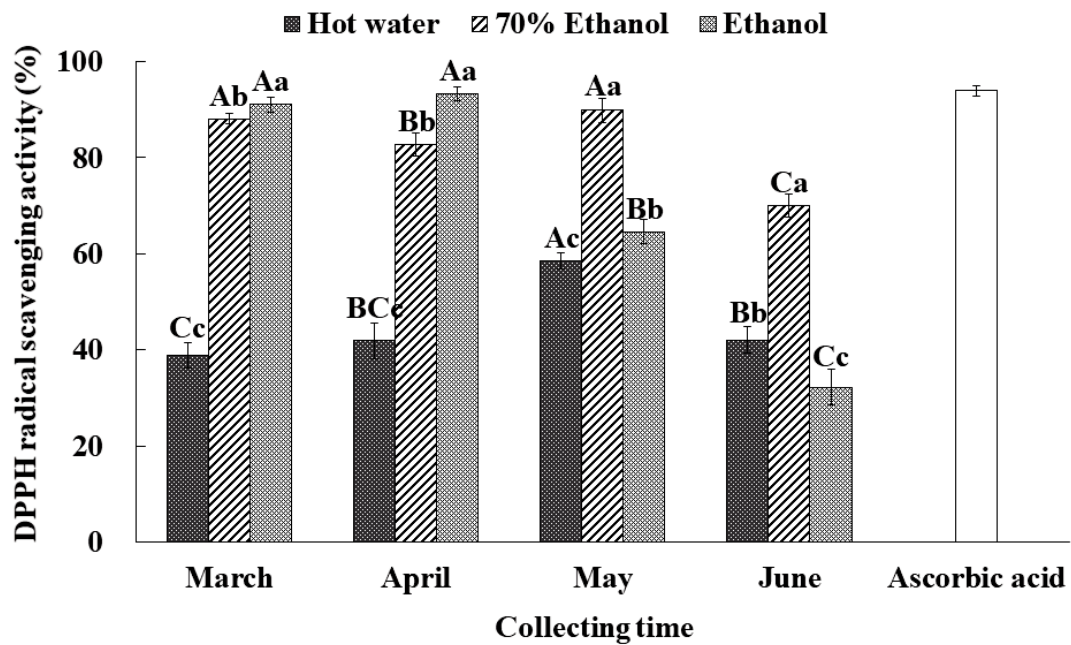 Hot water 70% Ethanol Ethanol
DPPH radical scavenging activity (%)
100
80
60
40
20
0
Cc Ab Aa
BCc Bb Aa
Ac Aa Bb
Bb Ca Cc
March April May June Ascorbic acid
Collecting time